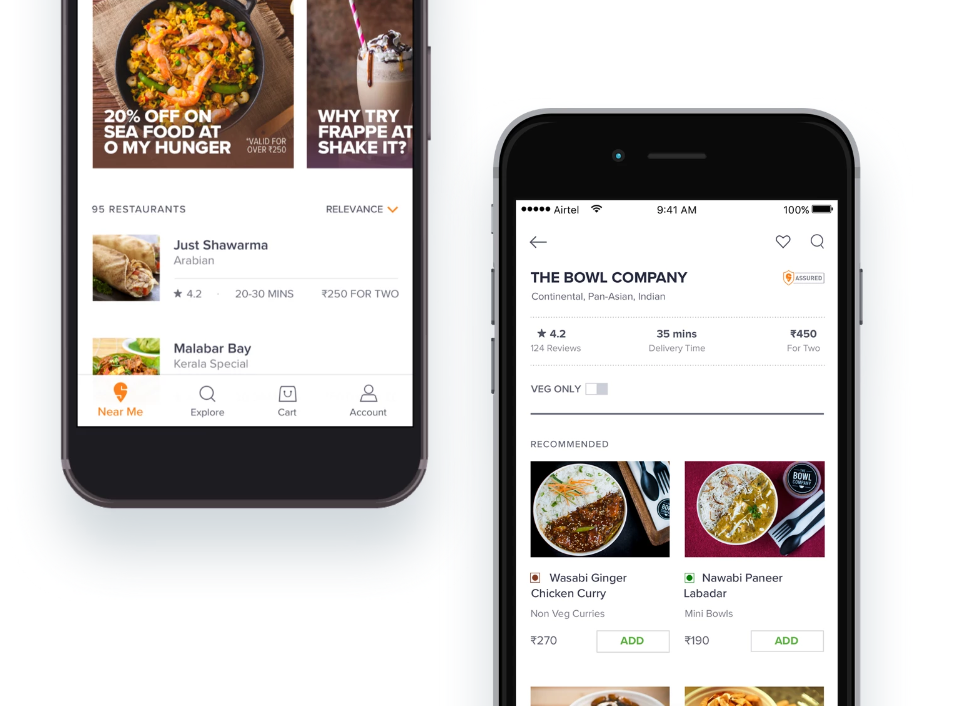 20% OFF ON
SEA FOOD AT
O MY HUNGER
*VALID FOR
OVER ₹250
WHY TRY
FRAPPE AT
SHAKE IT?
95 RESTAURANTS
RELEVANCE
Just Shawarma
Arabian
★ 4.2 · 20-30 MINS ₹250 FOR TWO
Malabar Bay
Kerala Special
Near Me Explore Cart Account
Airtel 9:41 AM 100%
THE BOWL COMPANY
ASSURED
Continental, Pan-Asian, Indian
★ 4.2 35 mins ₹450
124 Reviews Delivery Time For Two
VEG ONLY
RECOMMENDED
THE
BOWL
COMPANY
Wasabi Ginger
Chicken Curry
Non Veg Curries
₹270 ADD
Nawabi Paneer
Labadar
Mini Bowls
₹190 ADD